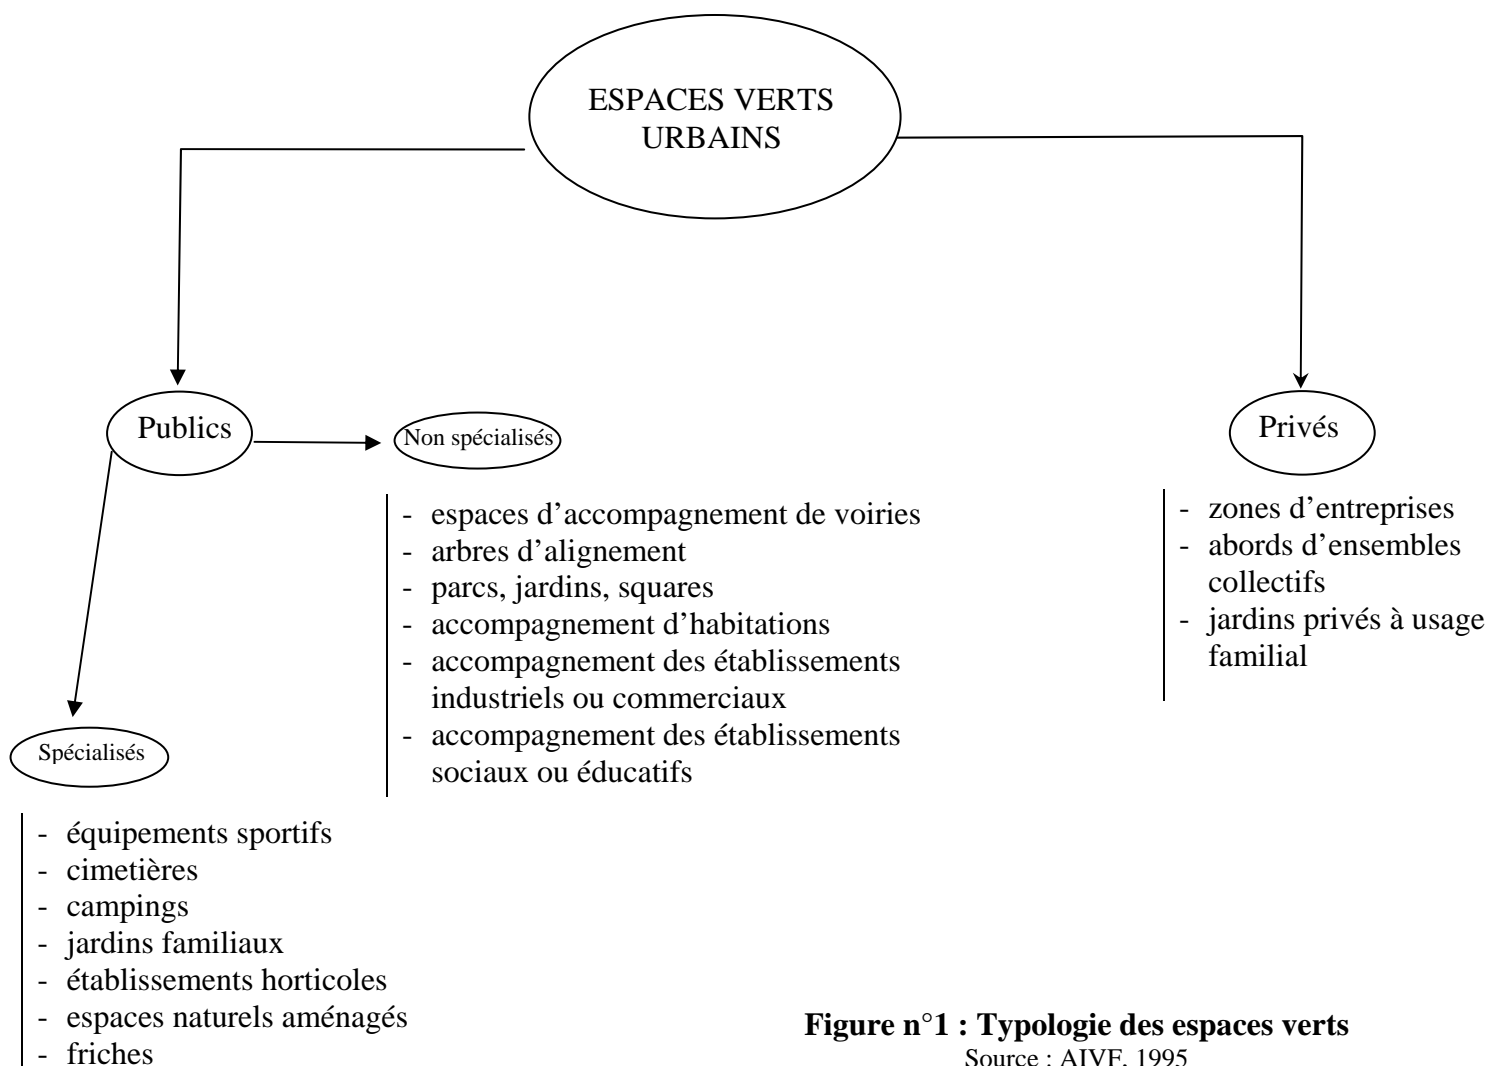 ESPACES VERTS
URBAINS
Publics
Non spécialisés
Privés
- espaces d’accompagnement de voiries
- arbres d’alignement
- parcs, jardins, squares
- accompagnement d’habitations
- accompagnement des établissements
industriels ou commerciaux
- accompagnement des établissements
sociaux ou éducatifs
- zones d’entreprises
- abords d’ensembles
collectifs
- jardins privés à usage
familial
Spécialisés
- équipements sportifs
- cimetières
- campings
- jardins familiaux
- établissements horticoles
- espaces naturels aménagés
- friches
Figure n°1 : Typologie des espaces verts
Source : AIVF, 1995